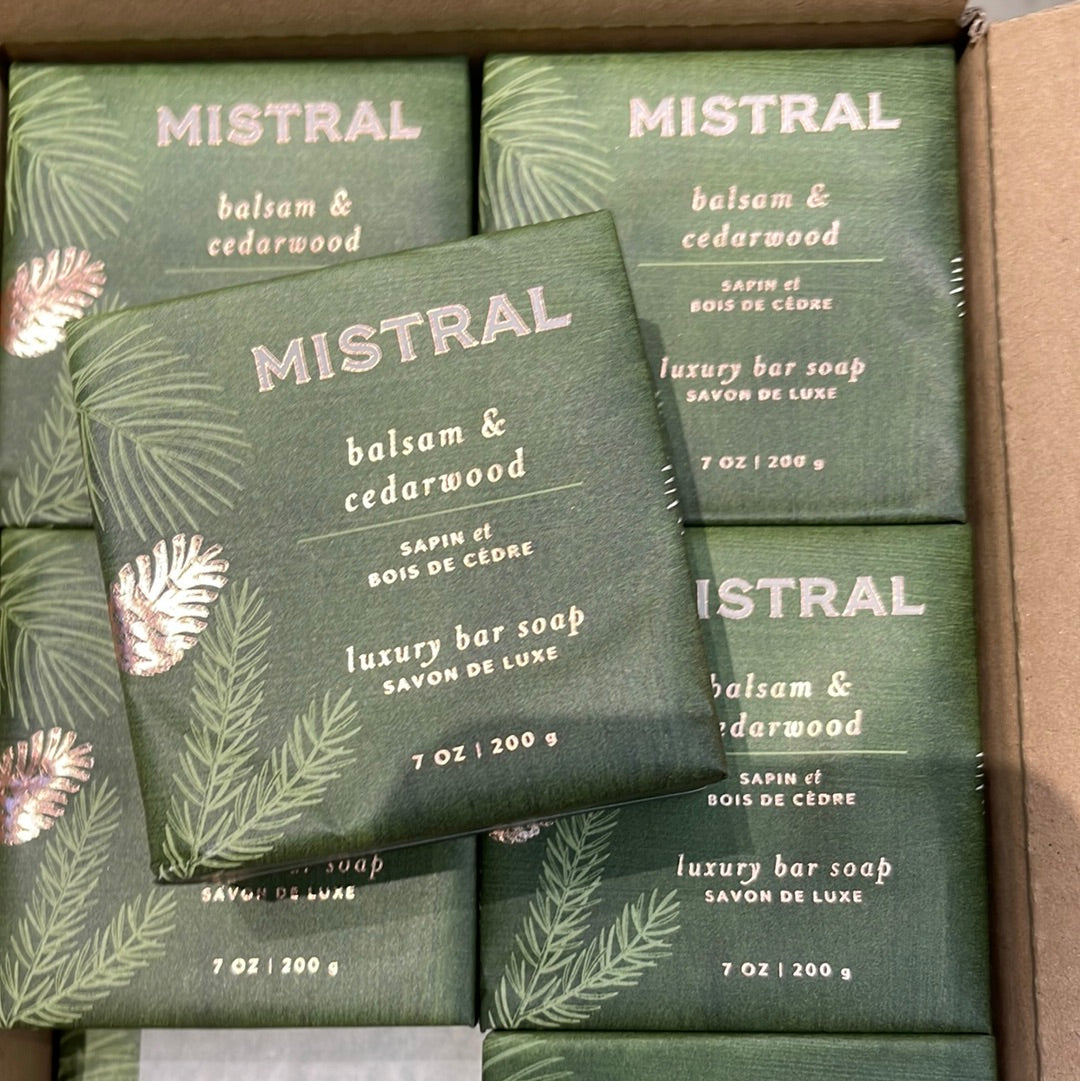 MISTRAL
balsam &
cedarwood
MISTRAL
balsam &
cedarwood
SAPIN et
BOIS DE CÈDRE
luxury bar soap
SAVON DE LUXE
7 OZ | 200 g
MISTRAL
balsam &
cedarwood
SAPIN et
BOIS DE CÈDRE
luxury bar soap
SAVON DE LUXE
7 OZ | 200 g
soap
SAVON DE LUXE
7 OZ | 200 g
ISTRAL
balsam &
edarwood
SAPIN et
BOIS DE CÈDRE
luxury bar soap
SAVON DE LUXE
7 OZ | 200 g